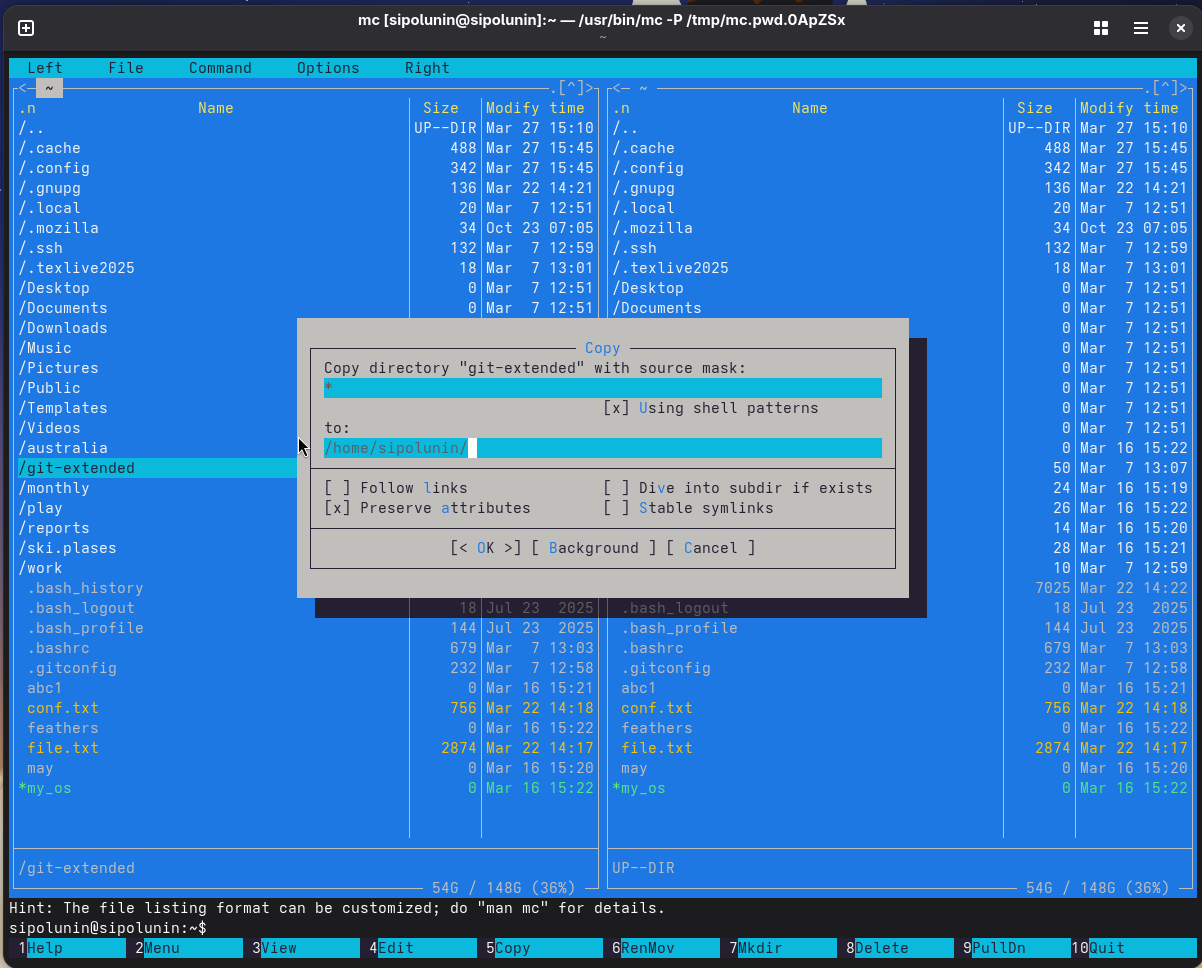 mc [sipolunin@sipolunin]:~ — /usr/bin/mc -P /tmp/mc.pwd.0ApZSx
~
Left File Command Options Right
<— ~ .[^]> <— ~ .[^]>
.n Name Size Modify time .n Name Size Modify time
/.. UP--DIR Mar 27 15:10 /.. UP--DIR Mar 27 15:10
/.cache 488 Mar 27 15:45 /.cache 488 Mar 27 15:45
/.config 342 Mar 27 15:45 /.config 342 Mar 27 15:45
/.gnupg 136 Mar 22 14:21 /.gnupg 136 Mar 22 14:21
/.local 20 Mar 7 12:51 /.local 20 Mar 7 12:51
/.mozilla 34 Oct 23 07:05 /.mozilla 34 Oct 23 07:05
/.ssh 132 Mar 7 12:59 /.ssh 132 Mar 7 12:59
/.texlive2025 18 Mar 7 13:01 /.texlive2025 18 Mar 7 13:01
/Desktop 0 Mar 7 12:51 /Desktop 0 Mar 7 12:51
/Documents 0 Mar 7 12:51 /Documents 0 Mar 7 12:51
/Downloads 0 Mar 7 12:51
/Music Copy 0 Mar 7 12:51
/Pictures Copy directory "git-extended" with source mask: 0 Mar 7 12:51
/Public * 0 Mar 7 12:51
/Templates [x] Using shell patterns 0 Mar 7 12:51
/Videos to: 0 Mar 7 12:51
/australia /home/sipolunin/ 0 Mar 16 15:22
/git-extended 50 Mar 7 13:07
/monthly [ ] Follow links [ ] Dive into subdir if exists 24 Mar 16 15:21
/play [x] Preserve attributes [ ] Stable symlinks 26 Mar 16 15:22
/reports 14 Mar 16 15:20
/ski.plases [< OK >] [ Background ] [ Cancel ] 28 Mar 16 15:21
/work 10 Mar 7 12:59
.bash_history 7025 Mar 22 14:22
.bash_logout 18 Jul 23 2025 .bash_logout 18 Jul 23 2025
.bash_profile 144 Jul 23 2025 .bash_profile 144 Jul 23 2025
.bashrc 679 Mar 7 13:03 .bashrc 679 Mar 7 13:03
.gitconfig 232 Mar 7 12:58 .gitconfig 232 Mar 7 12:58
abc1 0 Mar 16 15:21 abc1 0 Mar 16 15:21
conf.txt 756 Mar 22 14:18 conf.txt 756 Mar 22 14:18
feathers 0 Mar 16 15:22 feathers 0 Mar 16 15:22
file.txt 2874 Mar 22 14:17 file.txt 2874 Mar 22 14:17
may 0 Mar 16 15:20 may 0 Mar 16 15:20
*my_os 0 Mar 16 15:22 *my_os 0 Mar 16 15:22
/git-extended UP--DIR
54G / 148G (36%) 54G / 148G (36%)
Hint: The file listing format can be customized; do "man mc" for details.
sipolunin@sipolunin:~$
1Help 2Menu 3View 4Edit 5Copy 6RenMov 7Mkdir 8Delete 9PullDn 10Quit